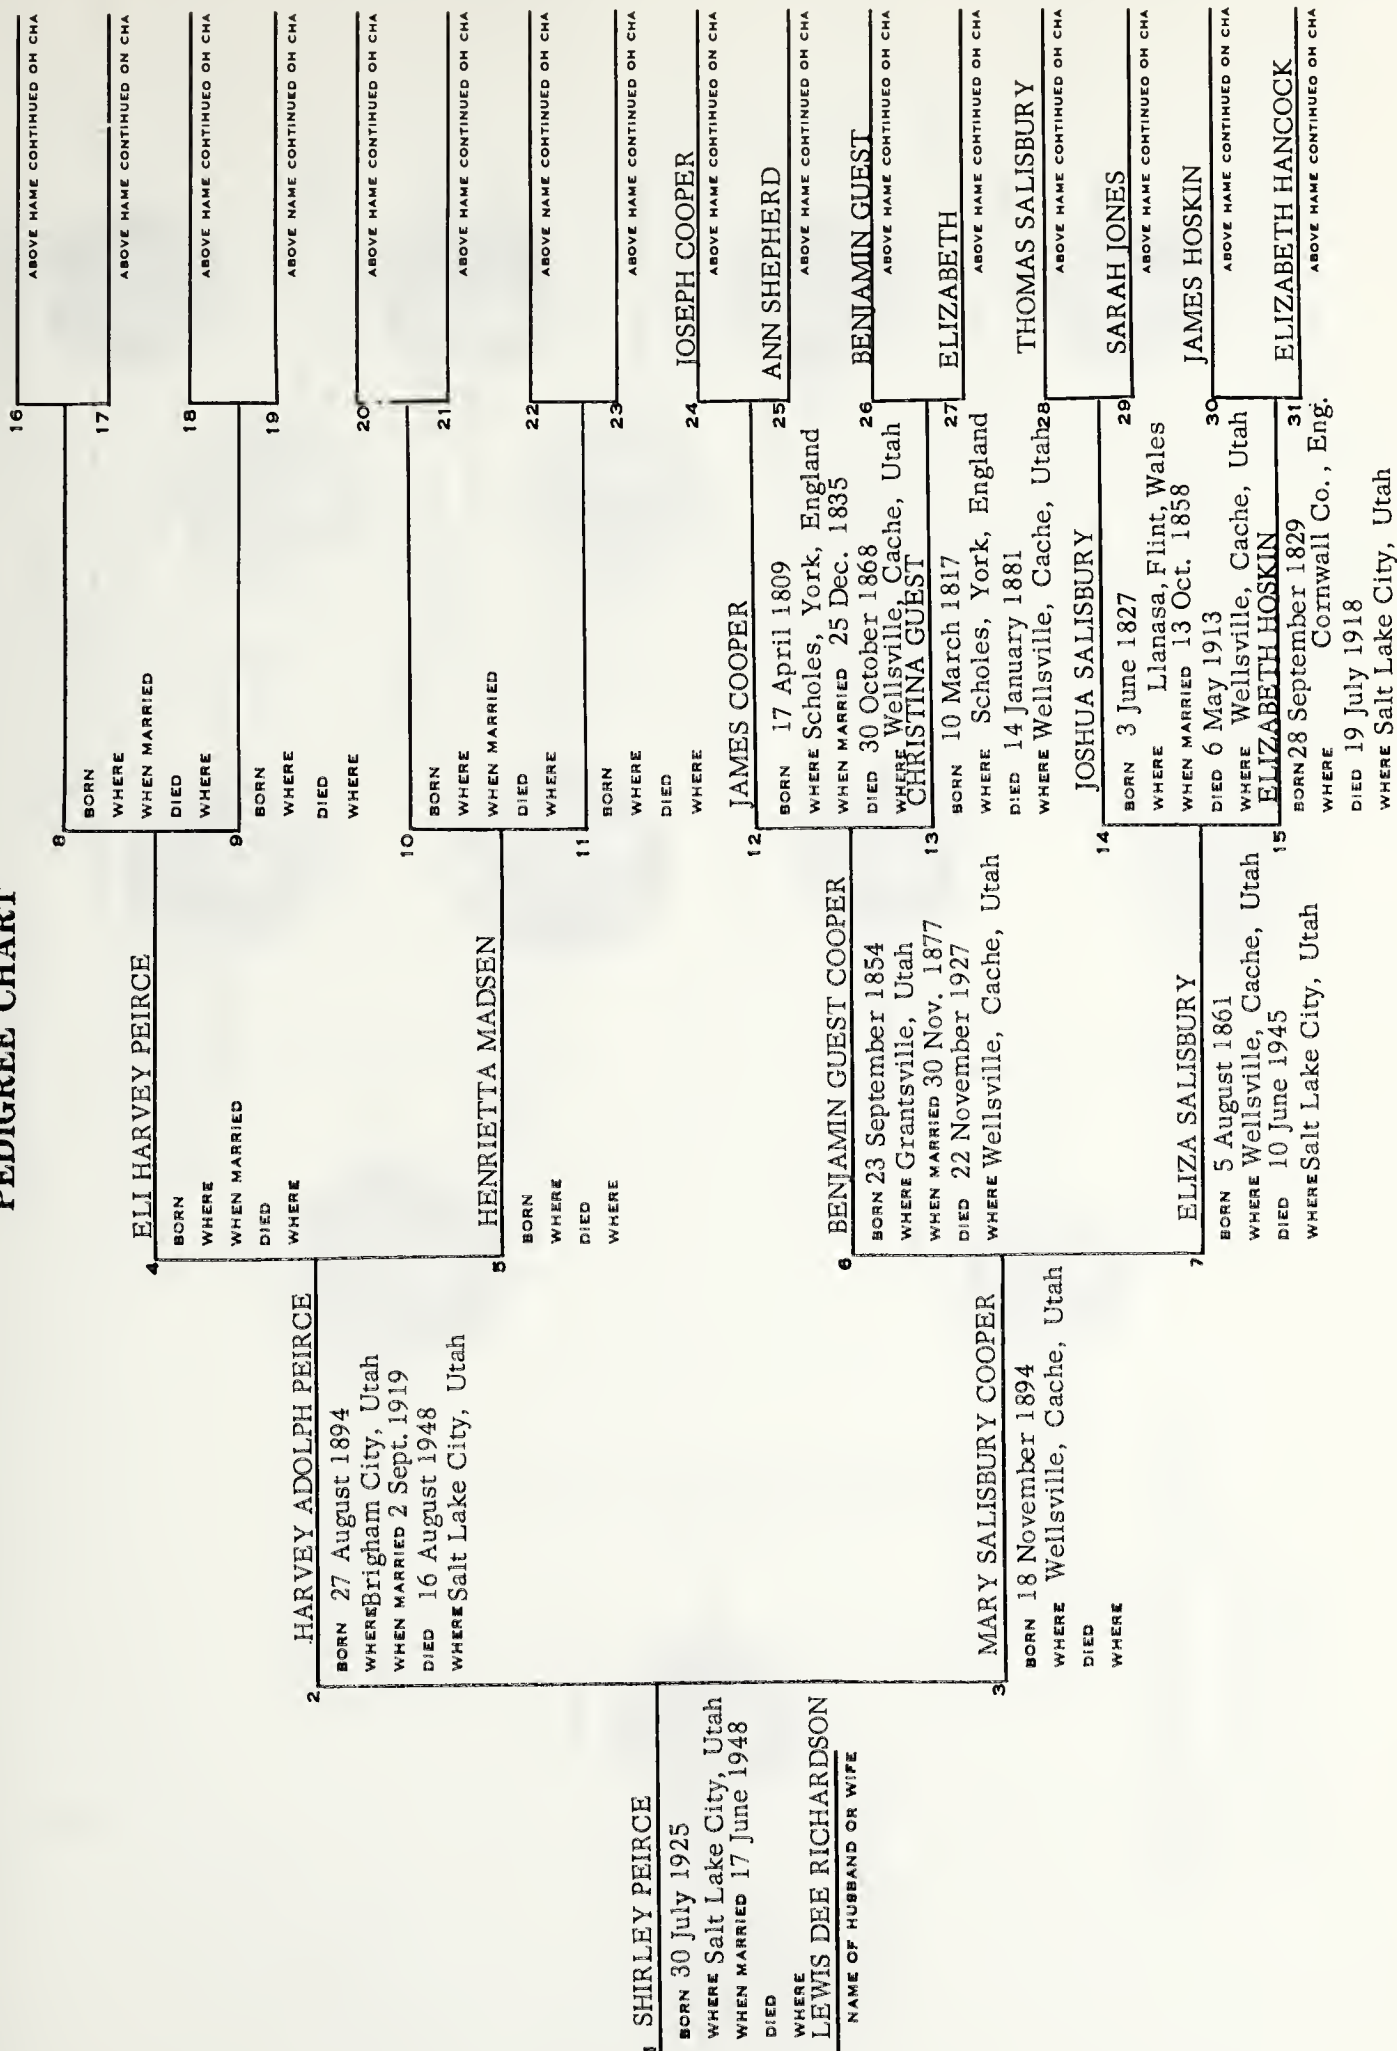 PEDIGREE CHART
SHIRLEY PEIRCE
BORN 30 July 1925
WHERE Salt Lake City, Utah
WHEN MARRIED 17 June 1948
DIED
WHERE
LEWIS DEE RICHARDSON
NAME OF HUSBAND OR WIFE
2
HARVEY ADOLPH PEIRCE
BORN 27 August 1894
WHERE Brigham City, Utah
WHEN MARRIED 2 Sept. 1919
DIED 16 August 1948
WHERE Salt Lake City, Utah
3
MARY SALISBURY COOPER
BORN 18 November 1894
WHERE Wellsville, Cache, Utah
DIED
WHERE
4
ELI HARVEY PEIRCE
BORN
WHERE
WHEN MARRIED
DIED
WHERE
5
HENRIETTA MADSEN
BORN
WHERE
DIED
WHERE
6
BENJAMIN GUEST COOPER
BORN 23 September 1854
WHERE Grantsville, Utah
WHEN MARRIED 30 Nov. 1877
DIED 22 November 1927
WHERE Wellsville, Cache, Utah
7
ELIZA SALISBURY
BORN 5 August 1861
WHERE Wellsville, Cache, Utah
DIED 10 June 1945
WHERE Salt Lake City, Utah
8
BORN
WHERE
WHEN MARRIED
DIED
WHERE
9
BORN
WHERE
DIED
WHERE
10
BORN
WHERE
WHEN MARRIED
DIED
WHERE
11
BORN
WHERE
DIED
WHERE
12
JAMES COOPER
BORN 17 April 1809
WHERE Scholes, York, England
WHEN MARRIED 25 Dec. 1835
DIED 30 October 1868
WHERE Wellsville, Cache, Utah
13
CHRISTINA GUEST
BORN 10 March 1817
WHERE Scholes, York, England
DIED 14 January 1881
WHERE Wellsville, Cache, Utah
14
JOSHUA SALISBURY
BORN 3 June 1827
WHERE Llanasa, Flint, Wales
WHEN MARRIED 13 Oct. 1858
DIED 6 May 1913
WHERE Wellsville, Cache, Utah
15
ELIZABETH HOSKIN
BORN 28 September 1829
WHERE Cornwall Co., Eng.
DIED 19 July 1918
WHERE Salt Lake City, Utah
16
ABOVE NAME CONTINUED ON CHA
17
ABOVE NAME CONTINUED ON CHA
18
ABOVE NAME CONTINUED ON CHA
19
ABOVE NAME CONTINUED ON CHA
20
ABOVE NAME CONTINUED ON CHA
21
ABOVE NAME CONTINUED ON CHA
22
ABOVE NAME CONTINUED ON CHA
23
ABOVE NAME CONTINUED ON CHA
24
JOSEPH COOPER
ABOVE NAME CONTINUED ON CHA
25
ANN SHEPHERD
ABOVE NAME CONTINUED ON CHA
26
BENJAMIN GUEST
ABOVE NAME CONTINUED ON CHA
27
ELIZABETH
ABOVE NAME CONTINUED ON CHA
28
THOMAS SALISBURY
ABOVE NAME CONTINUED ON CHA
29
SARAH JONES
ABOVE NAME CONTINUED ON CHA
30
JAMES HOSKIN
ABOVE NAME CONTINUED ON CHA
31
ELIZABETH HANCOCK
ABOVE NAME CONTINUED ON CHA